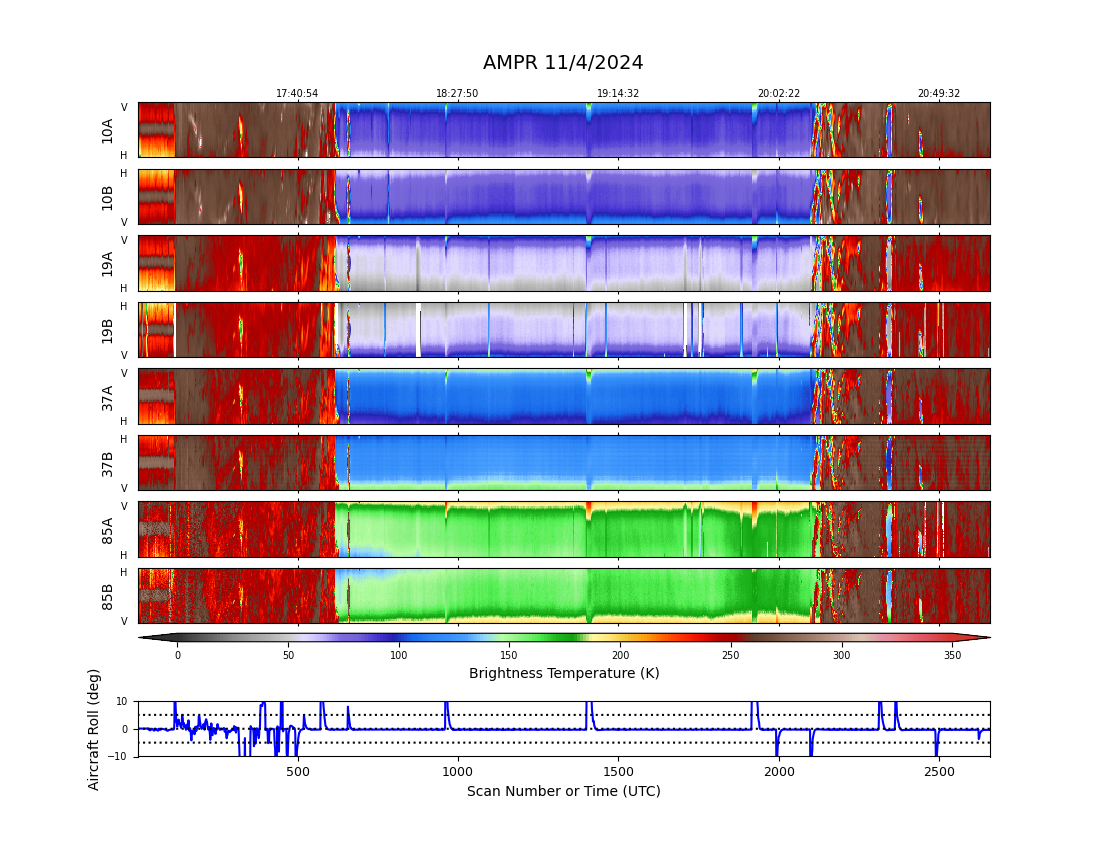 AMPR 11/4/2024
17:40:54 18:27:50 19:14:32 20:02:22 20:49:32
V
10A
H
H
10B
V
V
19A
H
H
19B
V
V
37A
H
H
37B
V
V
85A
H
H
85B
V
0 50 100 150 200 250 300 350
Brightness Temperature (K)
Aircraft Roll (deg)
10
0
−10
500 1000 1500 2000 2500
Scan Number or Time (UTC)